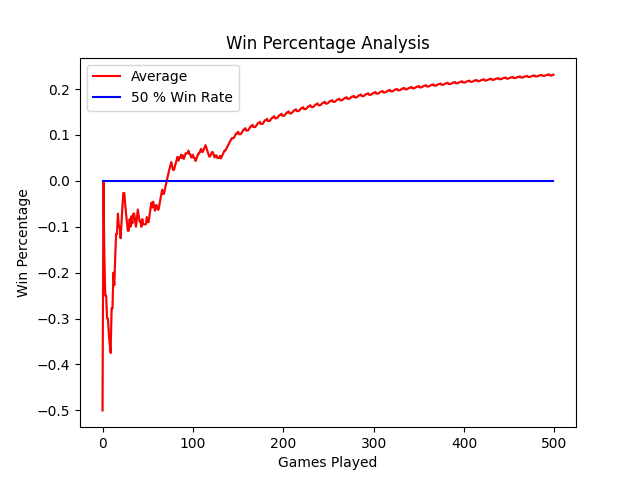 Win Percentage Analysis
Average
50 % Win Rate
0.2
0.1
0.0
−0.1
−0.2
−0.3
−0.4
−0.5
Win Percentage
0 100 200 300 400 500
Games Played